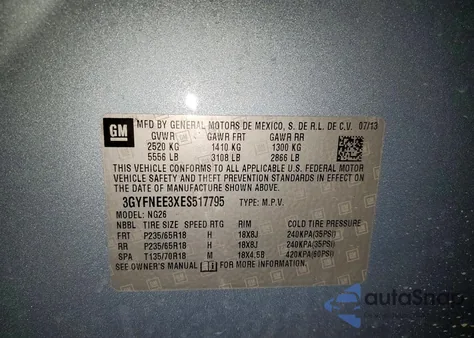 GM
MFD BY GENERAL MOTORS DE MEXICO, S. DE R.L. DE C.V. 07/13
GVWR GAWR FRT GAWR RR
2520 KG 1410 KG 1300 KG
5556 LB 3108 LB 2866 LB
THIS VEHICLE CONFORMS TO ALL APPLICABLE U.S. FEDERAL MOTOR
VEHICLE SAFETY AND THEFT PREVENTION STANDARDS IN EFFECT ON
THE DATE OF MANUFACTURE SHOWN ABOVE.
3GYFNEE3XES517795 TYPE: M.P.V.
MODEL: NG26
NBBL TIRE SIZE SPEED RTG RIM COLD TIRE PRESSURE
FRT P235/65R18 H 18X8J 240KPA(35PSI)
RR P235/65R18 H 18X8J 240KPA(35PSI)
SPA T135/70R18 M 18X4.5B 420KPA(60PSI)
SEE OWNER'S MANUAL FOR MORE INFORMATION.
autoSnap